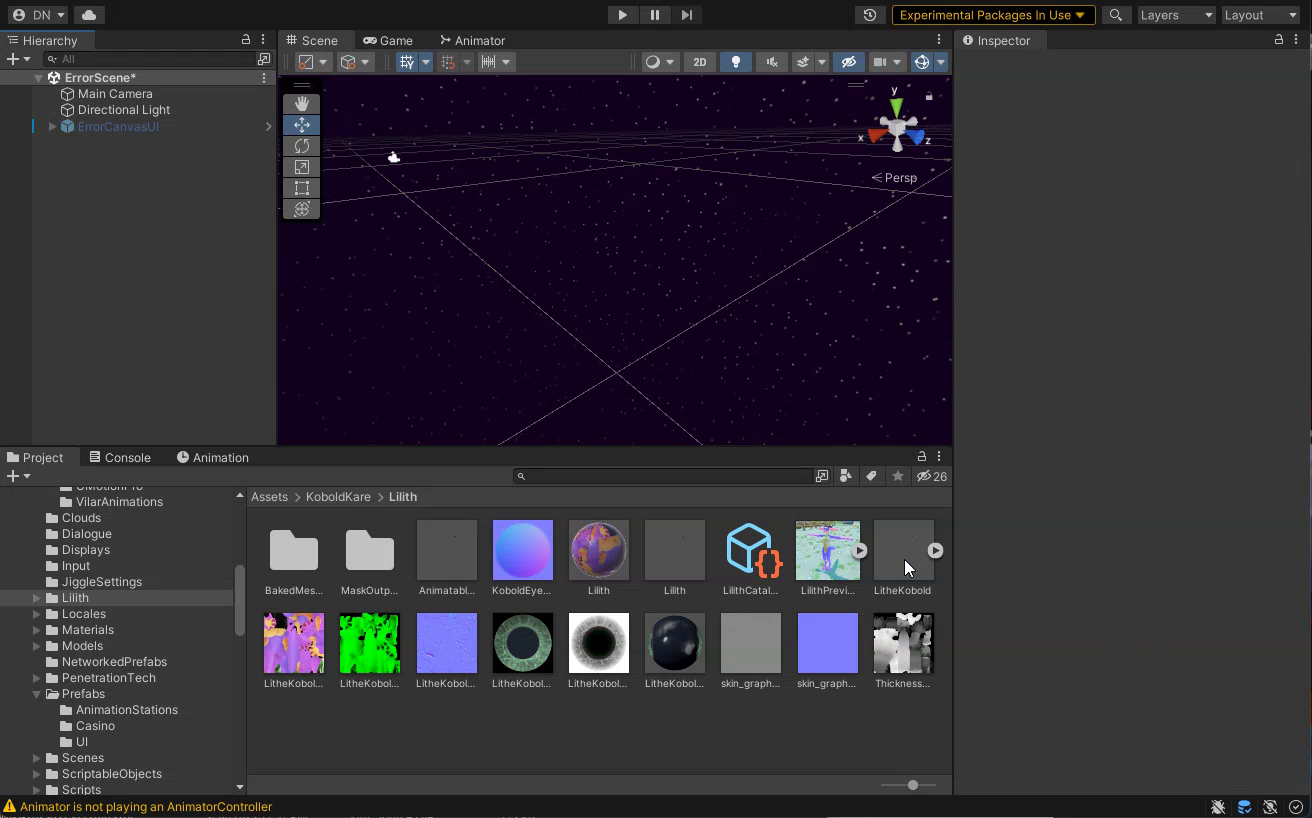 DN
Experimental Packages In Use
Layers
Layout
Hierarchy
All
ErrorScene*
Main Camera
Directional Light
ErrorCanvasUI
Scene
Game
Animator
2D
y
x
z
Persp
Inspector
Project
Console
Animation
26
VilarAnimations
Clouds
Dialogue
Displays
Input
JiggleSettings
Lilith
Locales
Materials
Models
NetworkedPrefabs
PenetrationTech
Prefabs
AnimationStations
Casino
UI
Scenes
ScriptableObjects
Scripts
Assets > KoboldKare > Lilith
BakedMes...
MaskOutp...
Animatabl...
KoboldEye...
Lilith
Lilith
LilithCatal...
LilithPrevi...
LitheKobold
LitheKobol...
LitheKobol...
LitheKobol...
LitheKobol...
LitheKobol...
LitheKobol...
skin_graph...
skin_graph...
Thickness...
Animator is not playing an AnimatorController